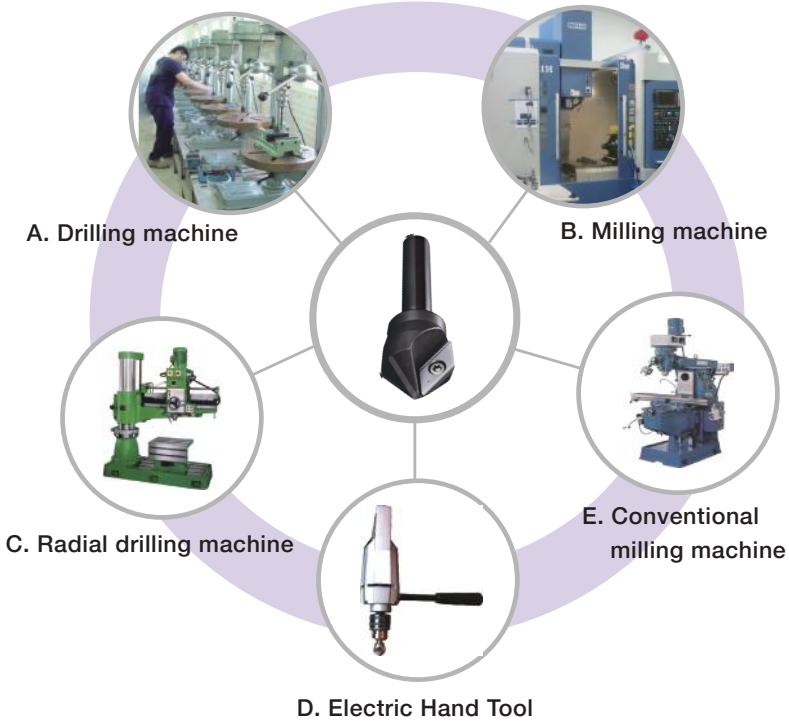 A. Drilling machine
B. Milling machine
C. Radial drilling machine
E. Conventional
milling machine
D. Electric Hand Tool